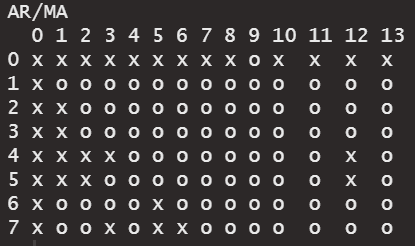 AR/MA
0 1 2 3 4 5 6 7 8 9 10 11 12 13
0 x x x x x x x x x o x x x x
1 x o o o o o o o o o o o o o
2 x x o o o o o o o o o o o o
3 x x o o o o o o o o o o o o
4 x x x x o o o o o o o o x o
5 x x x o o o o o o o o o x o
6 x o o o o x o o o o o o o o
7 x o o x o x x o o o o o o o